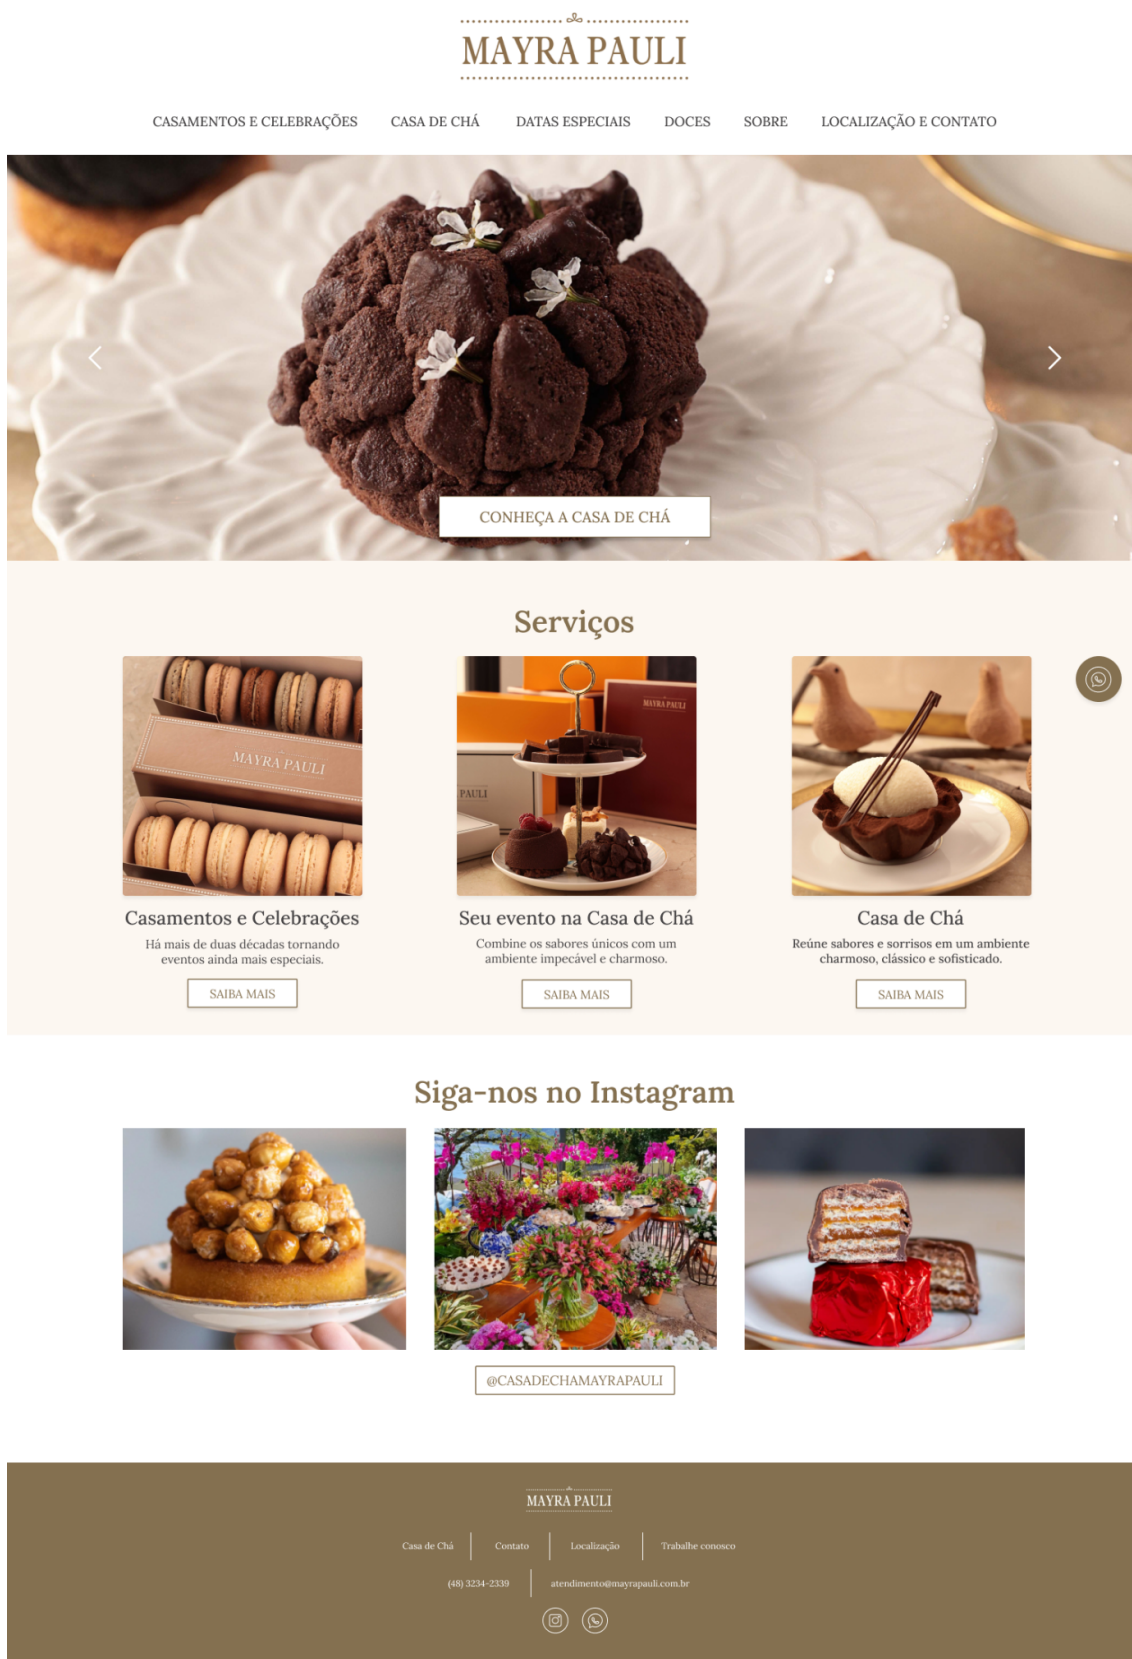 MAYRA PAULI
CASAMENTOS E CELEBRAÇÕES CASA DE CHÁ DATAS ESPECIAIS DOCES SOBRE LOCALIZAÇÃO E CONTATO
CONHEÇA A CASA DE CHÁ
Serviços
MAYRA PAULI
MAYRA PAULI
PAULI
Casamentos e Celebrações
Há mais de duas décadas tornando
eventos ainda mais especiais.
SAIBA MAIS
Seu evento na Casa de Chá
Combine os sabores únicos com um
ambiente impecável e charmoso.
SAIBA MAIS
Casa de Chá
Reúne sabores e sorrisos em um ambiente
charmoso, clássico e sofisticado.
SAIBA MAIS
Siga-nos no Instagram
@CASADECHAMAYRAPAULI
MAYRA PAULI
Casa de Chá Contato Localização Trabalhe conosco
(48) 3234-2339 atendimento@mayrapauli.com.br